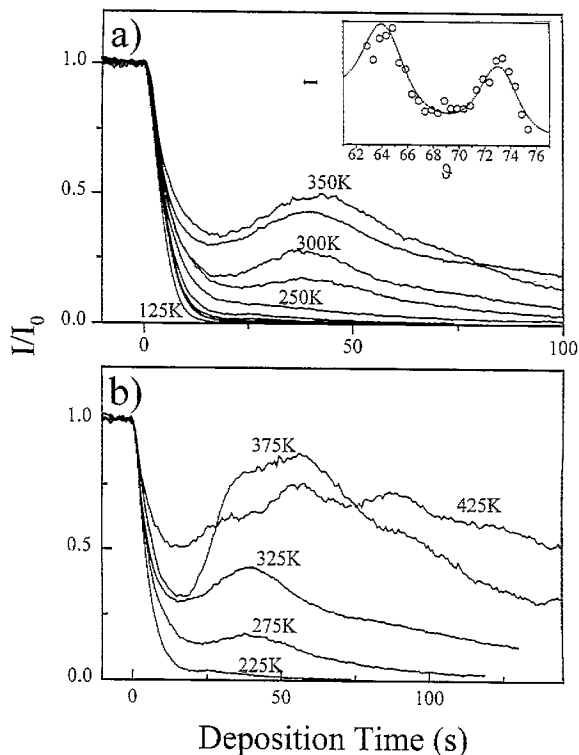 a)
1.0
0.5
0.0
350K
300K
250K
125K
0 50 100
I
62 64 66 68 70 72 74 76
ϑ
I/I₀
b)
1.0
0.5
0.0
375K
425K
325K
275K
225K
0 50 100
Deposition Time (s)